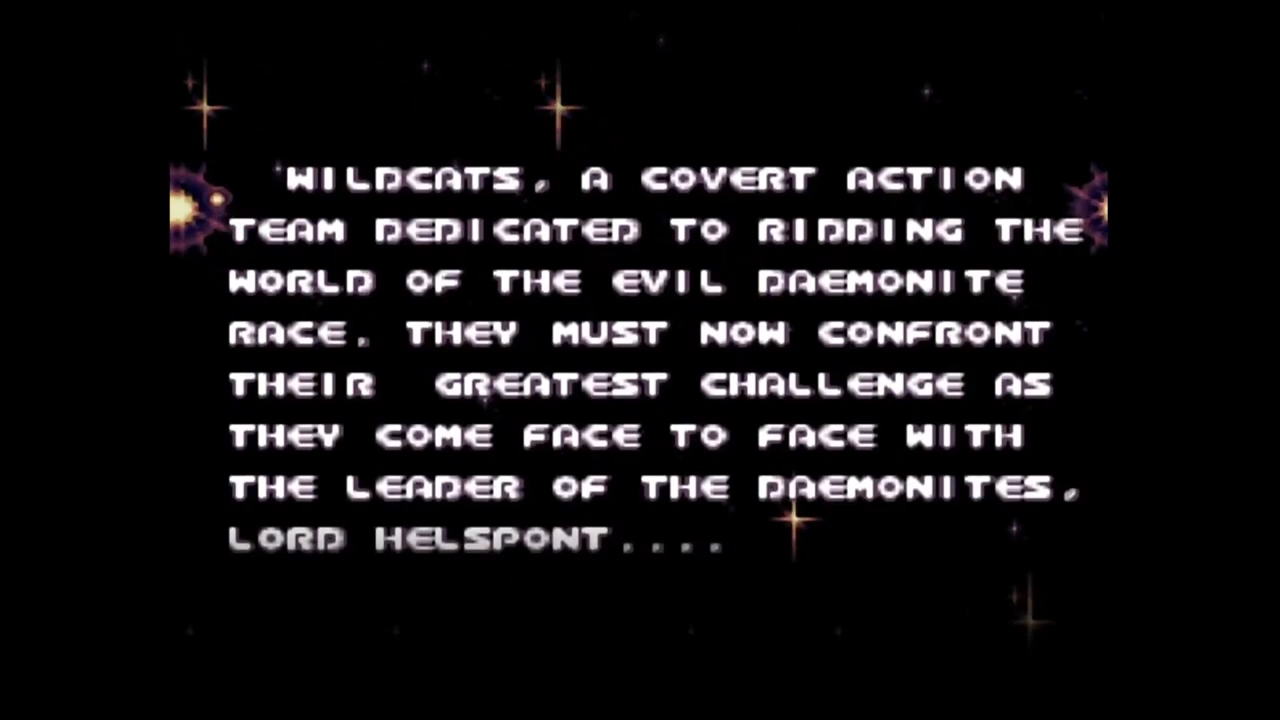 WILDCATS, A COVERT ACTION
TEAM DEDICATED TO RIDDING THE
WORLD OF THE EVIL DAEMONITE
RACE. THEY MUST NOW CONFRONT
THEIR  GREATEST CHALLENGE AS
THEY COME FACE TO FACE WITH
THE LEADER OF THE DAEMONITES,
LORD HELSPONT....